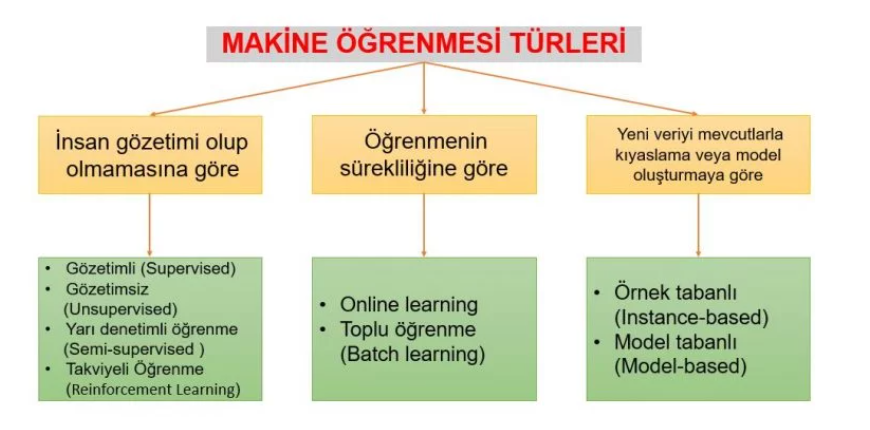 MAKİNE ÖĞRENMESİ TÜRLERİ
İnsan gözetimi olup
olmamasına göre
Öğrenmenin
sürekliliğine göre
Yeni veriyi mevcutlarla
kıyaslama veya model
oluşturmaya göre
• Gözetimli (Supervised)
• Gözetimsiz
(Unsupervised)
• Yarı denetimli öğrenme
(Semi-supervised )
• Takviyeli Öğrenme
(Reinforcement Learning)
• Online learning
• Toplu öğrenme
(Batch learning)
• Örnek tabanlı
(Instance-based)
• Model tabanlı
(Model-based)